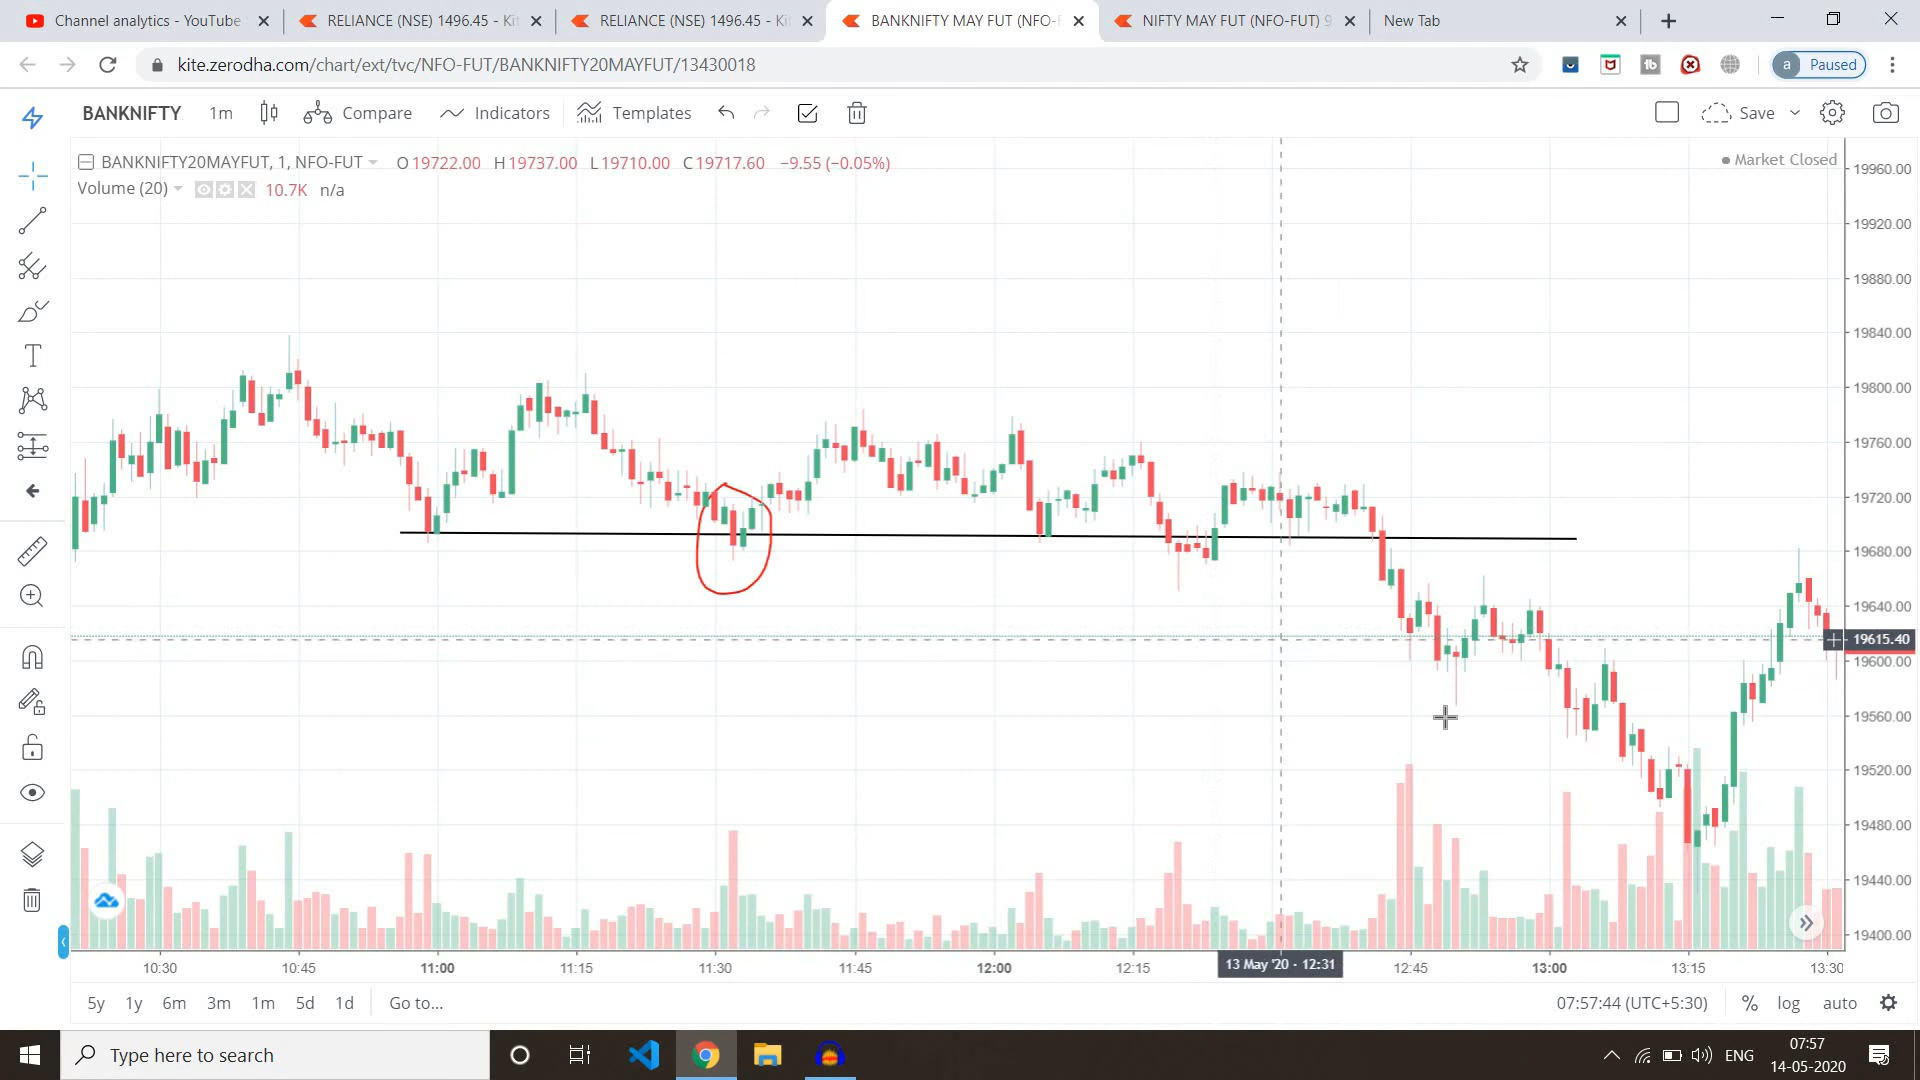 Channel analytics - YouTube
RELIANCE (NSE) 1496.45 - Kit
RELIANCE (NSE) 1496.45 - Kit
BANKNIFTY MAY FUT (NFO-F
NIFTY MAY FUT (NFO-FUT) 9
New Tab
kite.zerodha.com/chart/ext/tvc/NFO-FUT/BANKNIFTY20MAYFUT/13430018
a Paused
BANKNIFTY 1m Compare Indicators Templates Save
BANKNIFTY20MAYFUT, 1, NFO-FUT O 19722.00 H 19737.00 L 19710.00 C 19717.60 −9.55 (−0.05%)
Market Closed
Volume (20) 10.7K n/a
19960.00
19920.00
19880.00
19840.00
19800.00
19760.00
19720.00
19680.00
19640.00
19615.40
19600.00
19560.00
19520.00
19480.00
19440.00
19400.00
10:30 10:45 11:00 11:15 11:30 11:45 12:00 12:15 13 May '20 - 12:31 12:45 13:00 13:15 13:30
5y 1y 6m 3m 1m 5d 1d Go to... 07:57:44 (UTC+5:30) % log auto
Type here to search
ENG
07:57
14-05-2020